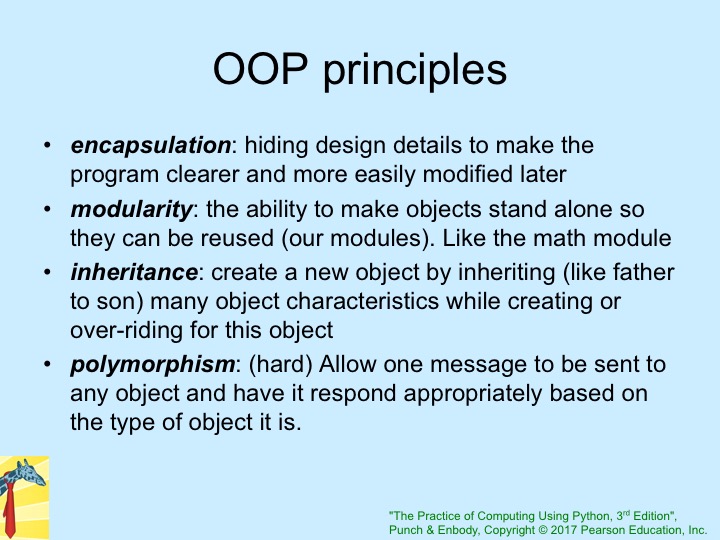 OOP principles
• encapsulation: hiding design details to make the
program clearer and more easily modified later
• modularity: the ability to make objects stand alone so
they can be reused (our modules). Like the math module
• inheritance: create a new object by inheriting (like father
to son) many object characteristics while creating or
over-riding for this object
• polymorphism: (hard) Allow one message to be sent to
any object and have it respond appropriately based on
the type of object it is.
"The Practice of Computing Using Python, 3rd Edition",
Punch & Enbody, Copyright © 2017 Pearson Education, Inc.